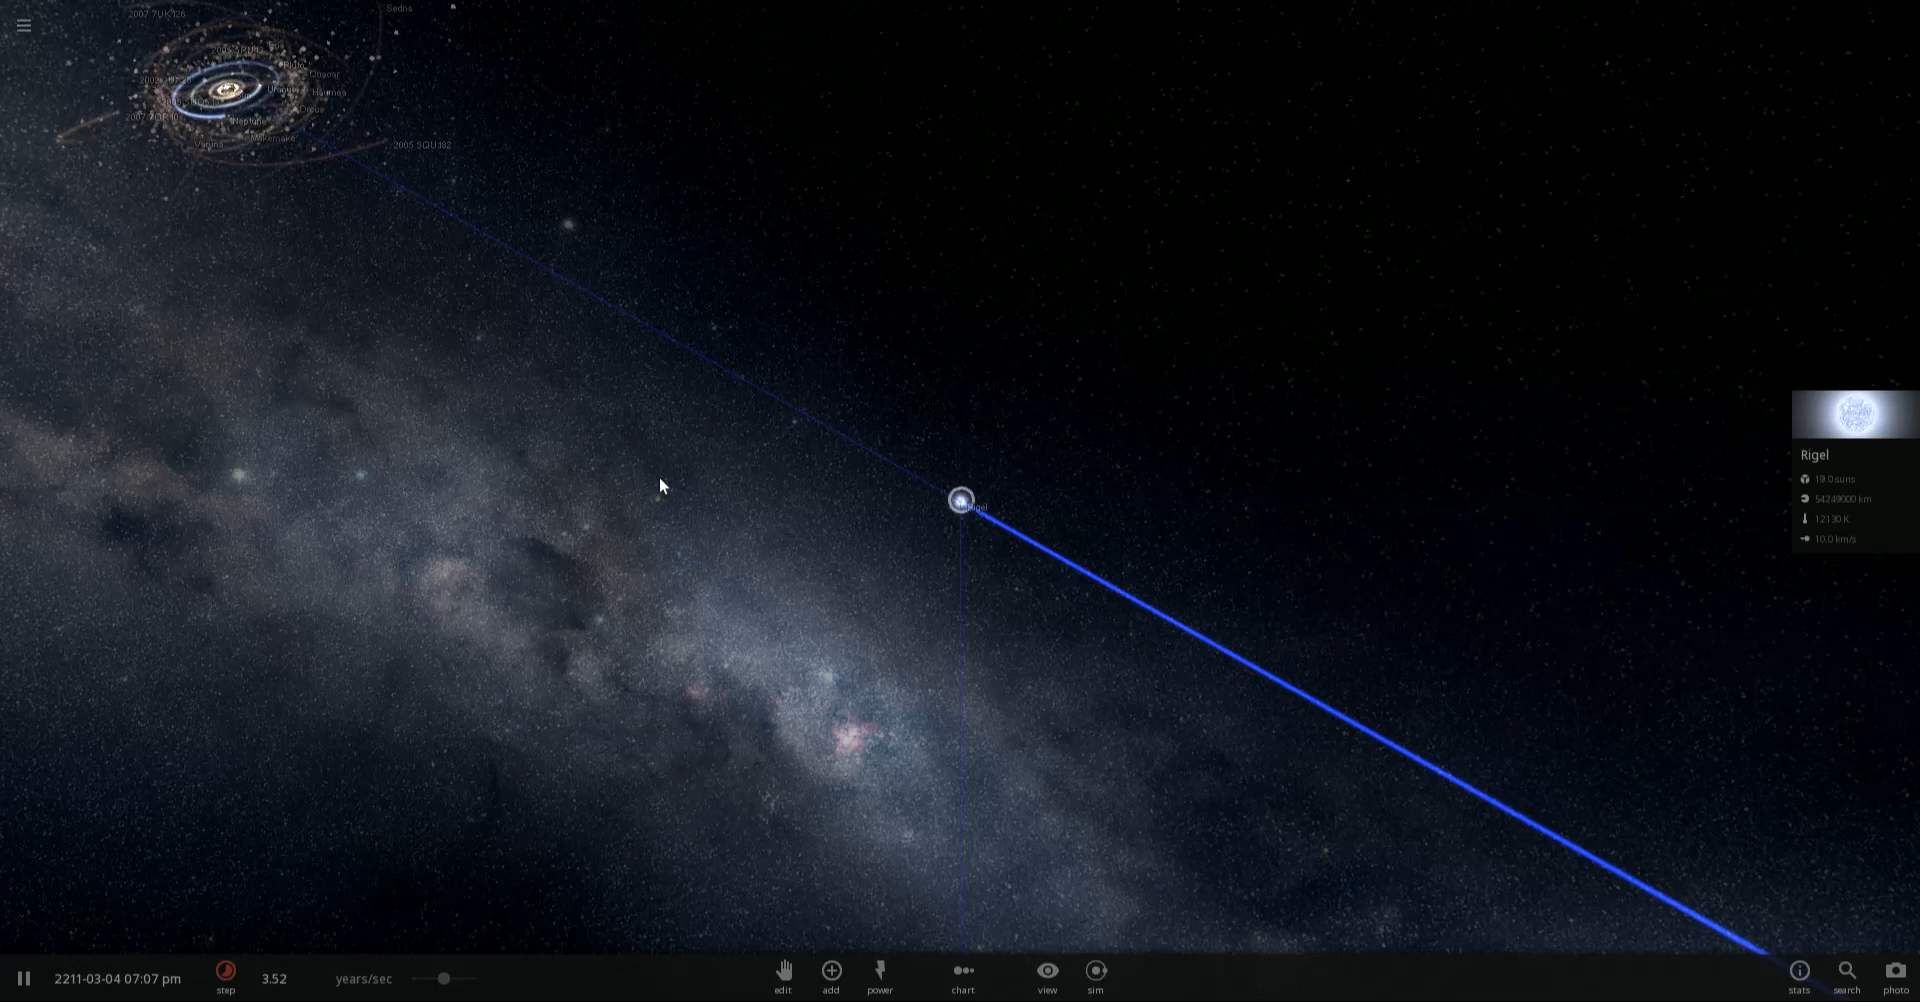 Sedna
2007 7UK126
Pluto
Quaoar
Uranus
Haumea
Orcus
Neptune
Makemake
Varuna
2005 SQU182
Rigel
Rigel
19.0 suns
54249000 km
12130 K
10.0 km/s
2211-03-04 07:07 pm
step
3.52
years/sec
edit
add
power
chart
view
sim
stats
search
photo